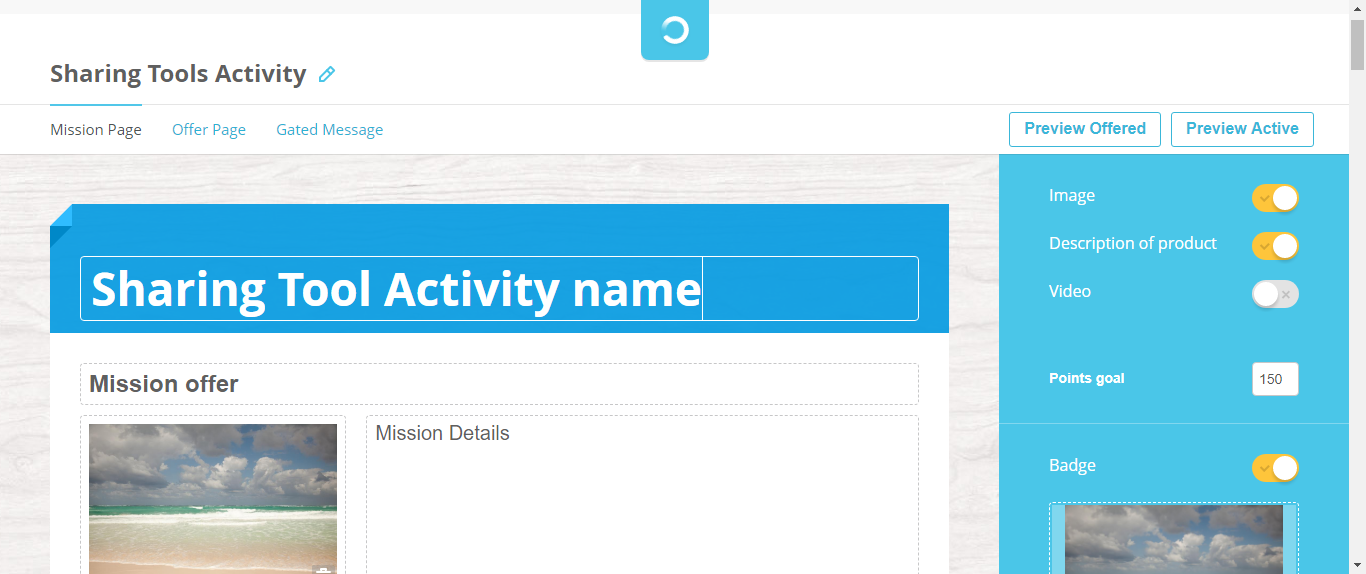 Sharing Tools Activity
Mission Page Offer Page Gated Message Preview Offered Preview Active
Sharing Tool Activity name
Mission offer
Mission Details
Image
Description of product
Video
Points goal 150
Badge